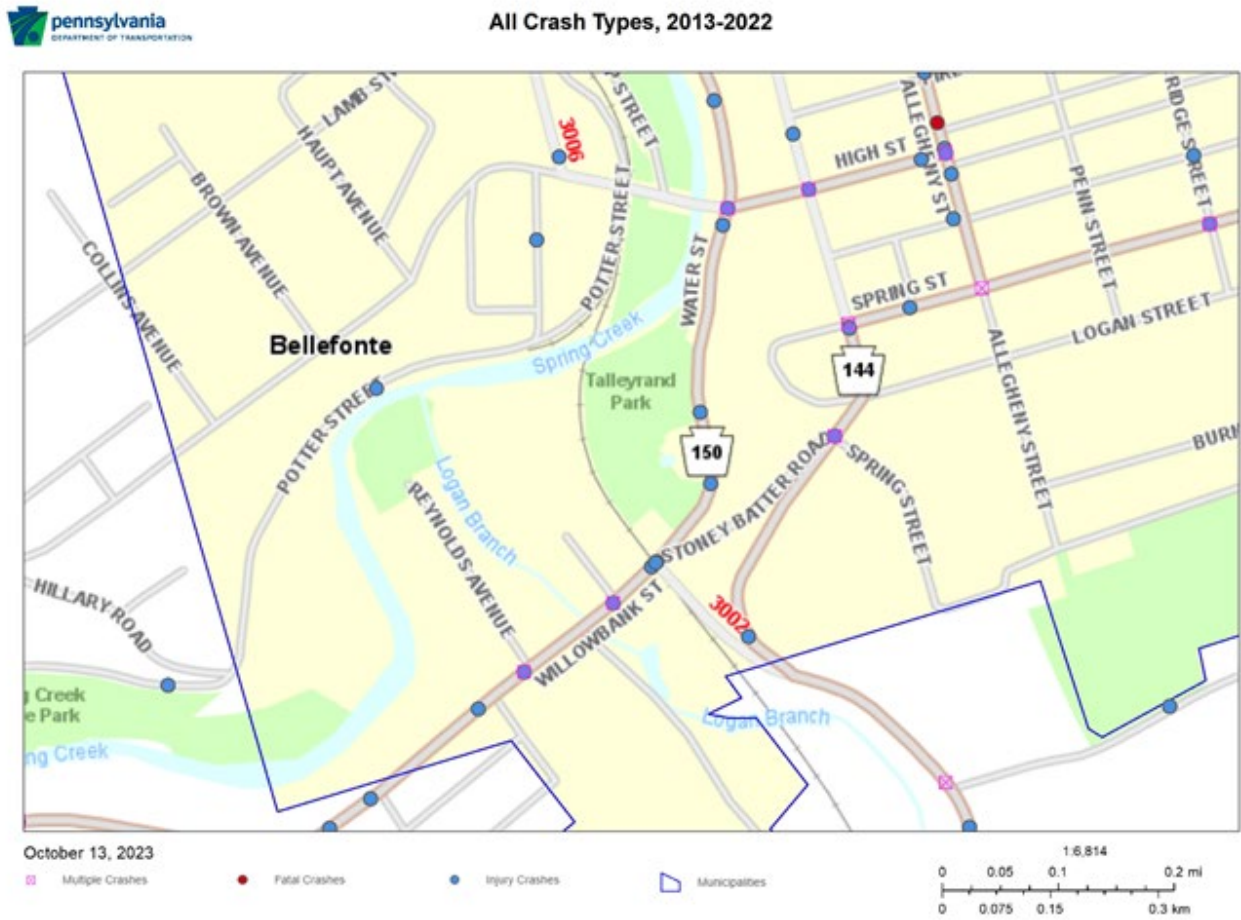 pennsylvania
DEPARTMENT OF TRANSPORTATION
All Crash Types, 2013-2022
LAMB ST
HAUPT AVENUE
BROWN AVENUE
COLLINS AVENUE
3006
STREET
POTTER STREET
HIGH ST
ALLEGHENY ST
RIDGE STREET
PENN STREET
WATER ST
SPRING ST
LOGAN STREET
Bellefonte
Spring Creek
Talleyrand
Park
144
ALLEGHENY STREET
POTTER STREET
150
STONEY BATTER ROAD
SPRING STREET
BURN
Logan Branch
REYNOLDS AVENUE
HILLARY ROAD
WILLOWBANK ST
3002
g Creek
e Park
Logan Branch
ng Creek
October 13, 2023
1:6,814
Multiple Crashes
Fatal Crashes
Injury Crashes
Municipalities
0 0.05 0.1 0.2 mi
0 0.075 0.15 0.3 km